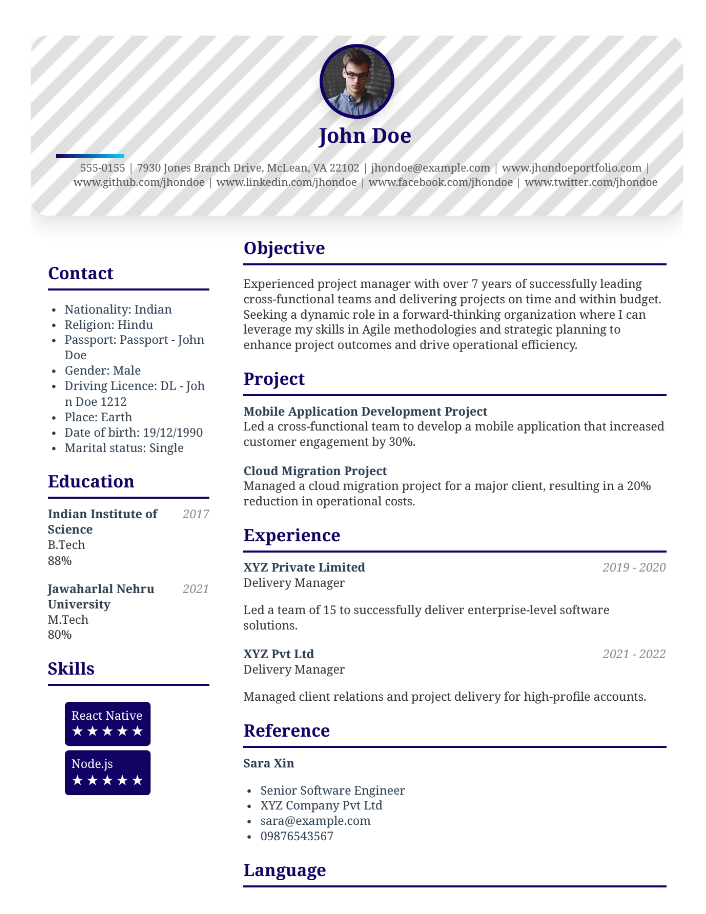 John Doe
555-0155 | 7930 Jones Branch Drive, McLean, VA 22102 | jhondoe@example.com | www.jhondoeportfolio.com |
www.github.com/jhondoe | www.linkedin.com/jhondoe | www.facebook.com/jhondoe | www.twitter.com/jhondoe
Contact
• Nationality: Indian
• Religion: Hindu
• Passport: Passport - John
Doe
• Gender: Male
• Driving Licence: DL - Joh
n Doe 1212
• Place: Earth
• Date of birth: 19/12/1990
• Marital status: Single
Education
Indian Institute of 2017
Science
B.Tech
88%
Jawaharlal Nehru 2021
University
M.Tech
80%
Skills
React Native
★ ★ ★ ★ ★
Node.js
★ ★ ★ ★ ★
Objective
Experienced project manager with over 7 years of successfully leading
cross-functional teams and delivering projects on time and within budget.
Seeking a dynamic role in a forward-thinking organization where I can
leverage my skills in Agile methodologies and strategic planning to
enhance project outcomes and drive operational efficiency.
Project
Mobile Application Development Project
Led a cross-functional team to develop a mobile application that increased
customer engagement by 30%.
Cloud Migration Project
Managed a cloud migration project for a major client, resulting in a 20%
reduction in operational costs.
Experience
XYZ Private Limited 2019 - 2020
Delivery Manager
Led a team of 15 to successfully deliver enterprise-level software
solutions.
XYZ Pvt Ltd 2021 - 2022
Delivery Manager
Managed client relations and project delivery for high-profile accounts.
Reference
Sara Xin
• Senior Software Engineer
• XYZ Company Pvt Ltd
• sara@example.com
• 09876543567
Language